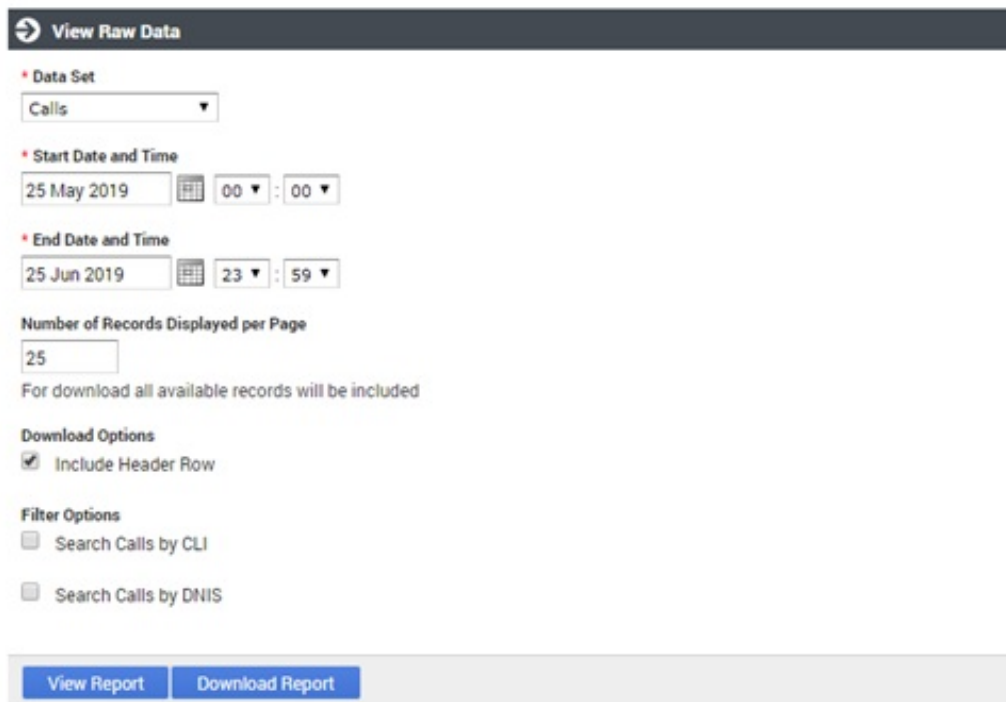 View Raw Data
* Data Set
Calls
* Start Date and Time
25 May 2019 00 : 00
* End Date and Time
25 Jun 2019 23 : 59
Number of Records Displayed per Page
25
For download all available records will be included
Download Options
Include Header Row
Filter Options
Search Calls by CLI
Search Calls by DNIS
View Report Download Report